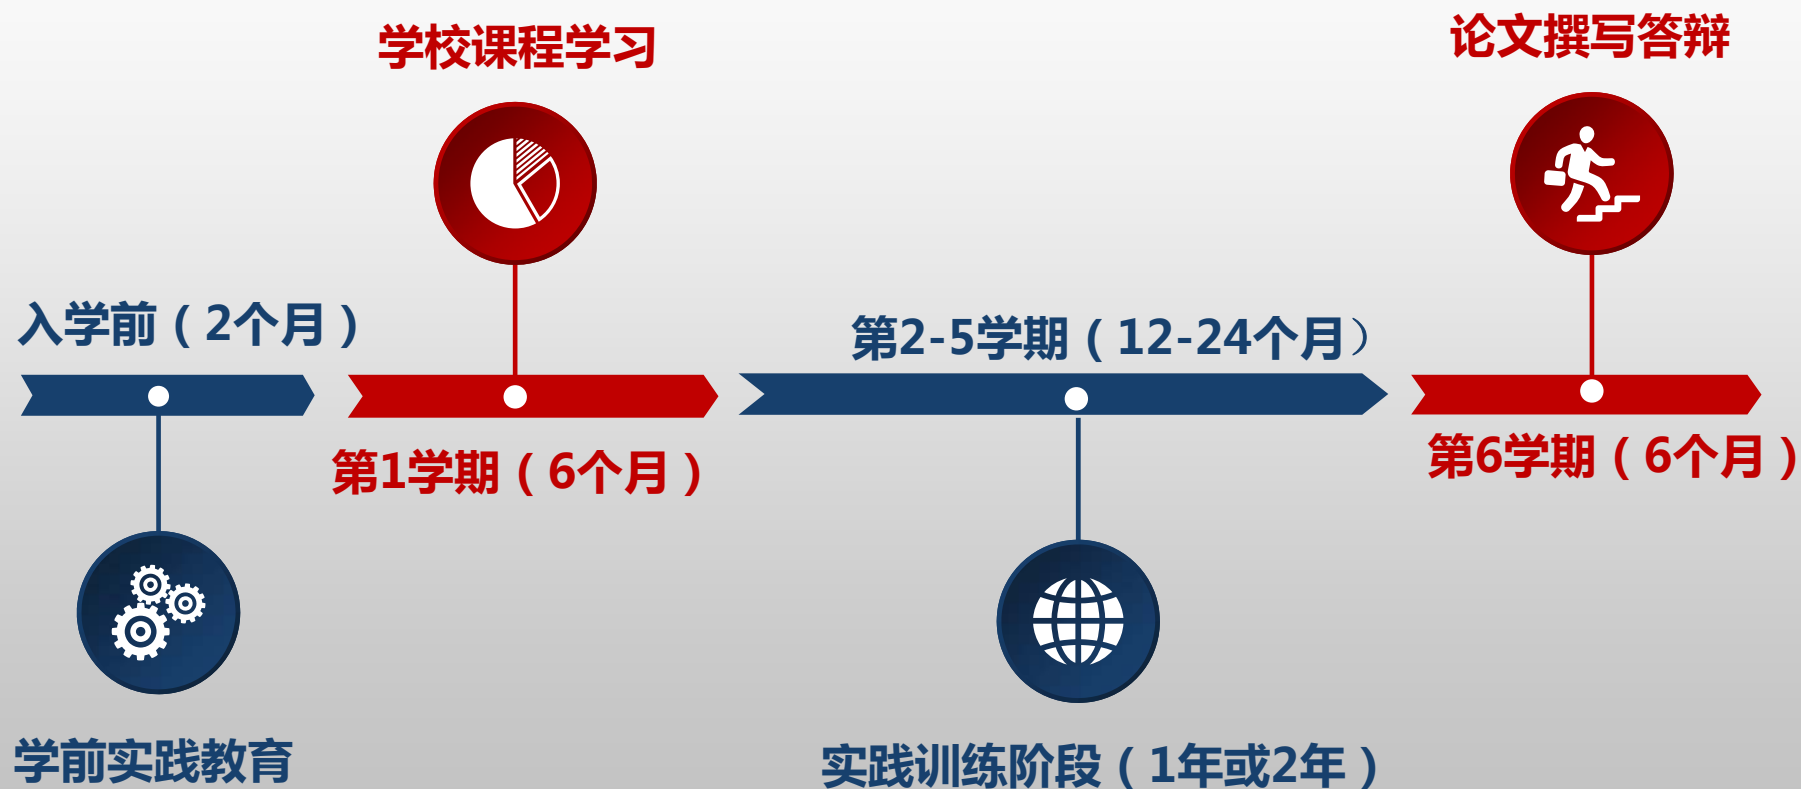 学校课程学习
论文撰写答辩
入学前（2个月）
第2-5学期（12-24个月）
第1学期（6个月）
第6学期（6个月）
学前实践教育
实践训练阶段（1年或2年）